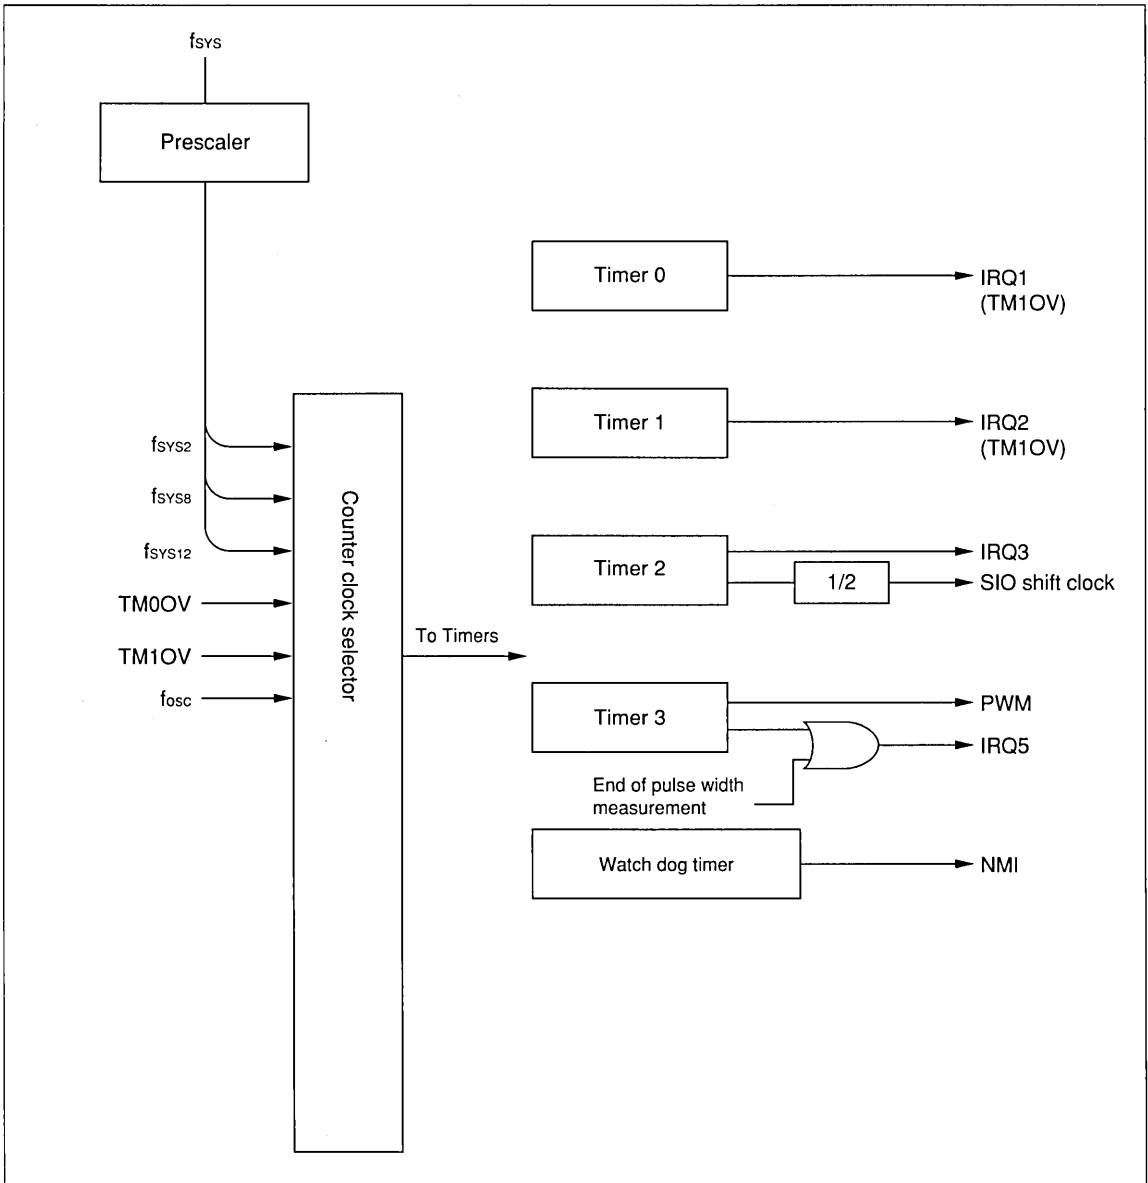 fSYS
Prescaler
Timer 0
IRQ1
(TM1OV)
Timer 1
IRQ2
(TM1OV)
fSYS2
fSYS8
fSYS12
TM0OV
TM1OV
fosc
Counter clock selector
To Timers
Timer 2
IRQ3
1/2
SIO shift clock
Timer 3
PWM
IRQ5
End of pulse width
measurement
Watch dog timer
NMI